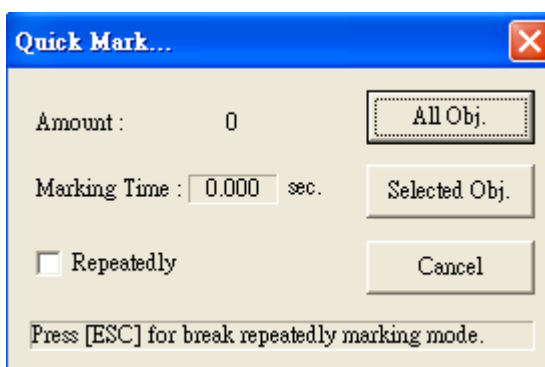 Quick Mark...
Amount : 0
All Obj.
Marking Time : 0.000 sec.
Selected Obj.
Repeatedly
Cancel
Press [ESC] for break repeatedly marking mode.